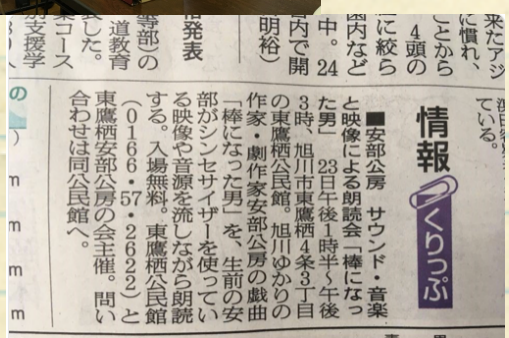 来たアジ
に慣れ、
4頭の
ことから
に絞ら
園内など
中。24
内で開
明裕)
発表
等部)の
道教育
表した。
業コース
支援学
ている。
情報
くりっぷ
■安部公房 サウンド・音楽
と映像による朗読会「棒になっ
た男」 23日午後1時半〜午後
3時、旭川市東鷹栖4条3丁目
の東鷹栖公民館。旭川ゆかりの
作家・劇作家安部公房の戯曲
「棒になった男」を、生前の安
部がシンセサイザーを使ってい
る映像や音源を流しながら朗読
する。入場無料。東鷹栖公民館
(0166・57・2622)と
東鷹栖安部公房の会主催。問い
合わせは同公民館へ。
の
)
m
m
m
m